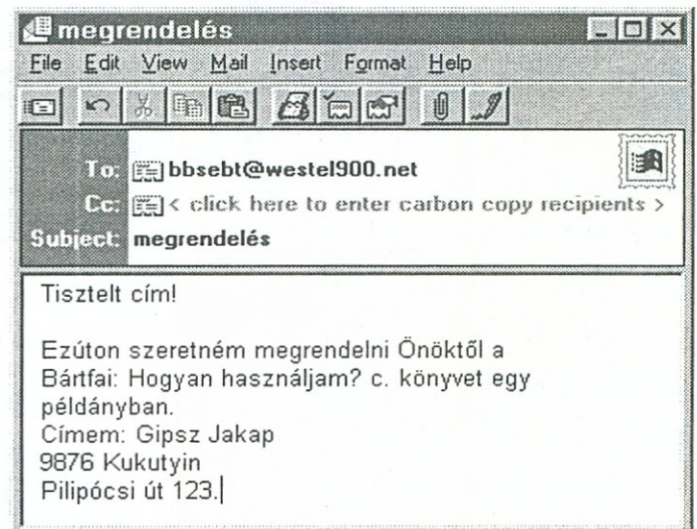 megrendelés
File Edit View Mail Insert Format Help
To: bbsebt@westel900.net
Cc: < click here to enter carbon copy recipients >
Subject: megrendelés
Tisztelt cím!
Ezúton szeretném megrendelni Önöktől a
Bártfai: Hogyan használjam? c. könyvet egy
példányban.
Címem: Gipsz Jakap
9876 Kukutyin
Pilipócsi út 123.